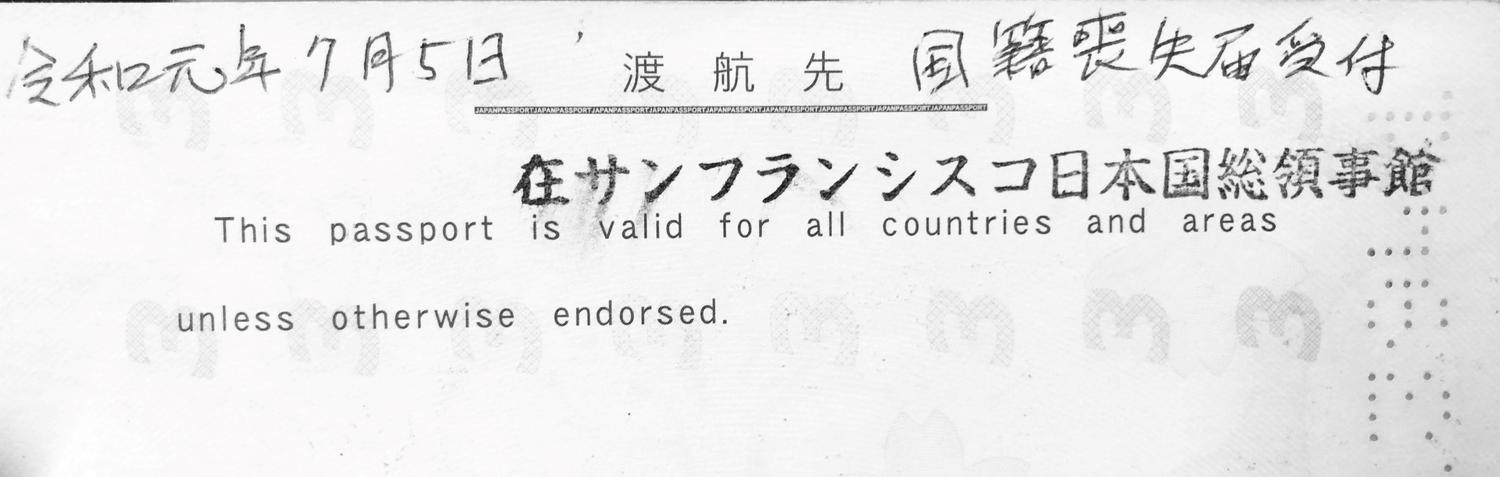 令和元年7月5日、渡航先 国籍喪失届受付
JAPANPASSPORTJAPANPASSPORTJAPANPASSPORTJAPANPASSPORTJAPANPASSPORTJAPANPASSPORTJAPANPASSPORTJAPANPASSPORT
在サンフランシスコ日本国総領事館
This passport is valid for all countries and areas
unless otherwise endorsed.